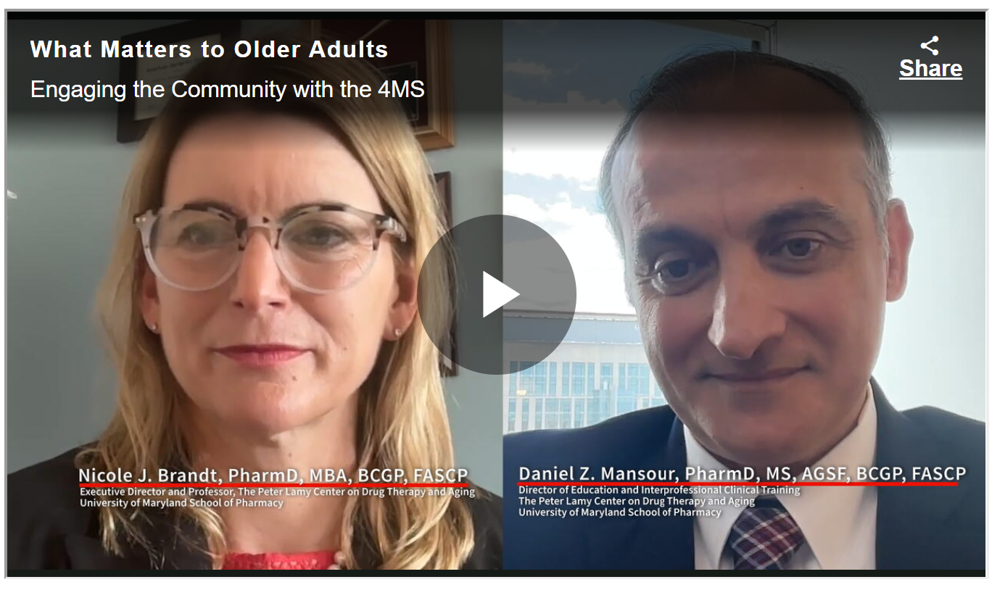 What Matters to Older Adults
Engaging the Community with the 4MS
Share
Nicole J. Brandt, PharmD, MBA, BCGP, FASCP
Executive Director and Professor, The Peter Lamy Center on Drug Therapy and Aging
University of Maryland School of Pharmacy
Daniel Z. Mansour, PharmD, MS, AGSF, BCGP, FASCP
Director of Education and Interprofessional Clinical Training
The Peter Lamy Center on Drug Therapy and Aging
University of Maryland School of Pharmacy